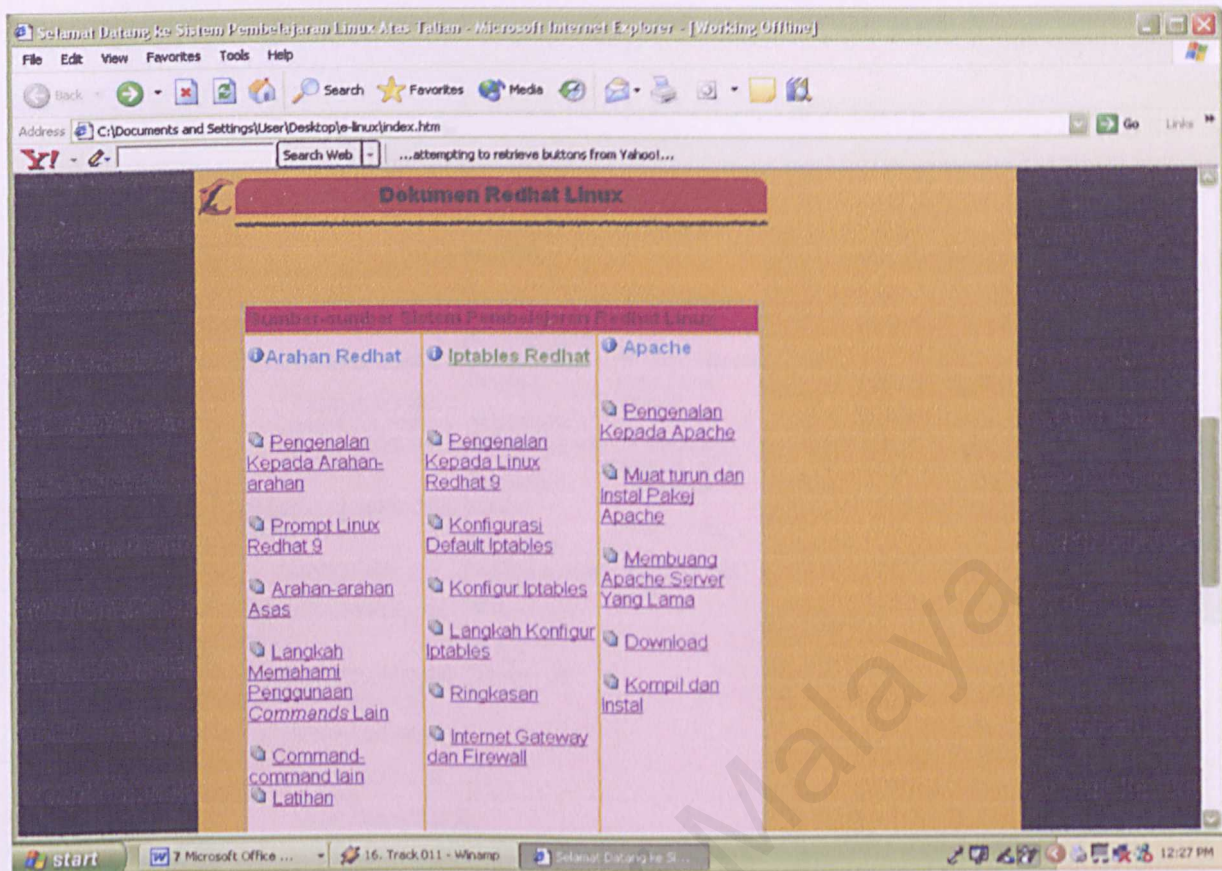 Selamat Datang ke Sistem Pembelajaran Linux Atas Talian - Microsoft Internet Explorer - [Working Offline]
File Edit View Favorites Tools Help
Back Search Favorites Media
Address C:\Documents and Settings\User\Desktop\e-linux\index.htm Go Links
Y! Search Web ...attempting to retrieve buttons from Yahoo!...
Dokumen Redhat Linux
Sumber-sumber Sistem Pembelajaran Redhat Linux
Arahan Redhat
Pengenalan
Kepada Arahan-
arahan
Prompt Linux
Redhat 9
Arahan-arahan
Asas
Langkah
Memahami
Penggunaan
Commands Lain
Command-
command lain
Latihan
Iptables Redhat
Pengenalan
Kepada Linux
Redhat 9
Konfigurasi
Default Iptables
Konfigur Iptables
Langkah Konfigur
Iptables
Ringkasan
Internet Gateway
dan Firewall
Apache
Pengenalan
Kepada Apache
Muat turun dan
Instal Pakej
Apache
Membuang
Apache Server
Yang Lama
Download
Kompil dan
Instal
Malaya
start 7 Microsoft Office ... 16. Track 011 - Winamp Selamat Datang ke Si... 12:27 PM